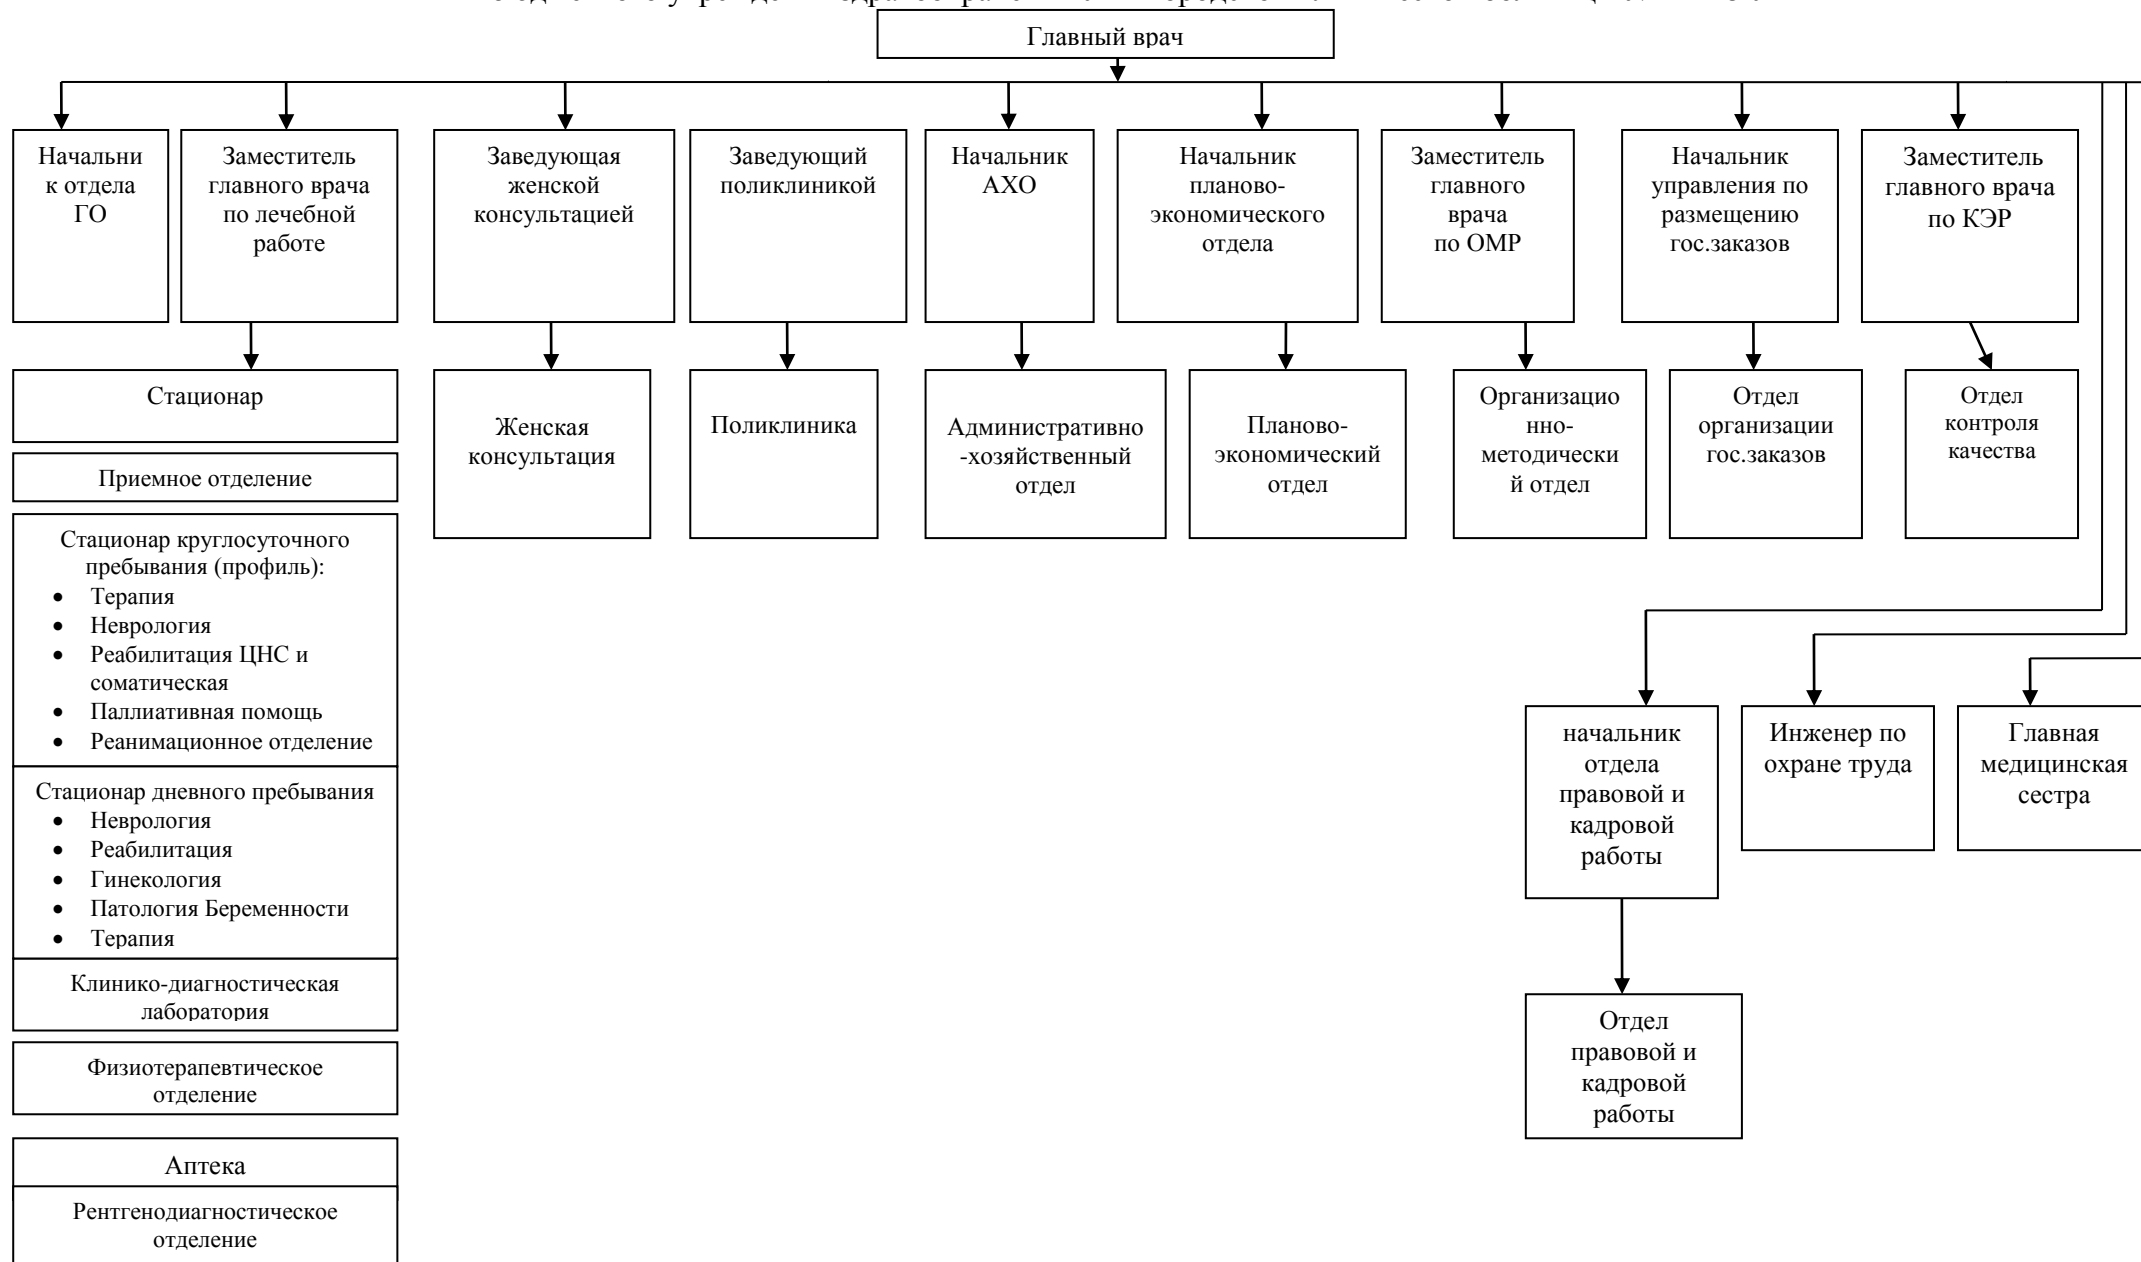 Главный врач
Начальни
к отдела
ГО
Заместитель
главного врача
по лечебной
работе
Заведующая
женской
консультацией
Заведующий
поликлиникой
Начальник
АХО
Начальник
планово-
экономического
отдела
Заместитель
главного
врача
по ОМР
Начальник
управления по
размещению
гос.заказов
Заместитель
главного врача
по КЭР
Стационар
Женская
консультация
Поликлиника
Административно
-хозяйственный
отдел
Планово-
экономический
отдел
Организацио
нно-
методически
й отдел
Отдел
организации
гос.заказов
Отдел
контроля
качества
Приемное отделение
Стационар круглосуточного
пребывания (профиль):
• Терапия
• Неврология
• Реабилитация ЦНС и
соматическая
• Паллиативная помощь
• Реанимационное отделение
Стационар дневного пребывания
• Неврология
• Реабилитация
• Гинекология
• Патология Беременности
• Терапия
Клинико-диагностическая
лаборатория
Физиотерапевтическое
отделение
Аптека
Рентгенодиагностическое
отделение
начальник
отдела
правовой и
кадровой
работы
Инженер по
охране труда
Главная
медицинская
сестра
Отдел
правовой и
кадровой
работы